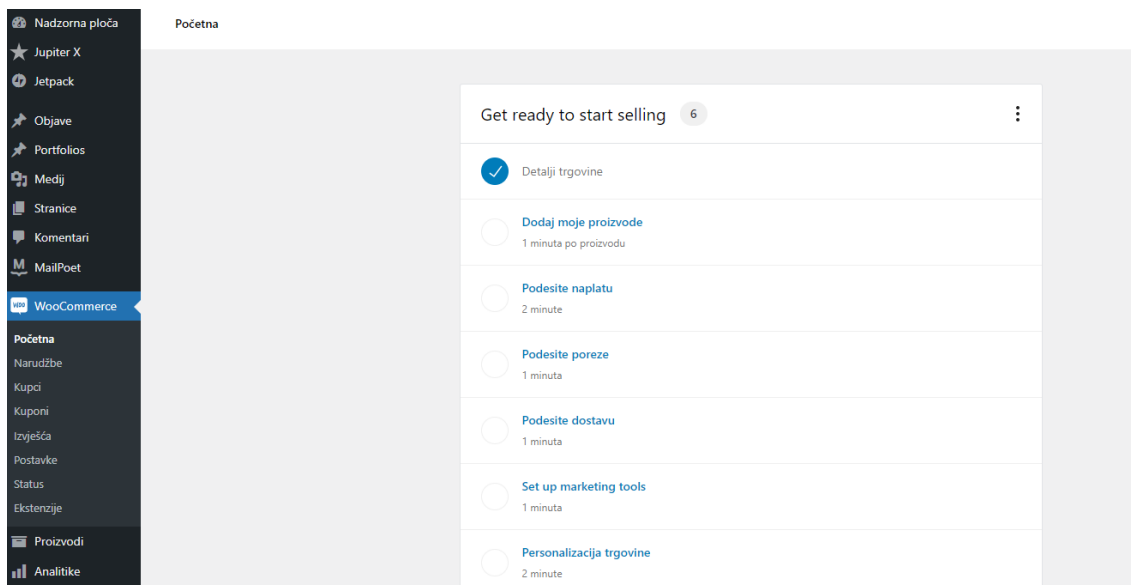 Nadzorna ploča
Jupiter X
Jetpack
Objave
Portfolios
Medij
Stranice
Komentari
MailPoet
WooCommerce
Početna
Narudžbe
Kupci
Kuponi
Izvješća
Postavke
Status
Ekstenzije
Proizvodi
Analitike
Početna
Get ready to start selling 6
Detalji trgovine
Dodaj moje proizvode
1 minuta po proizvodu
Podesite naplatu
2 minute
Podesite poreze
1 minuta
Podesite dostavu
1 minuta
Set up marketing tools
1 minuta
Personalizacija trgovine
2 minute